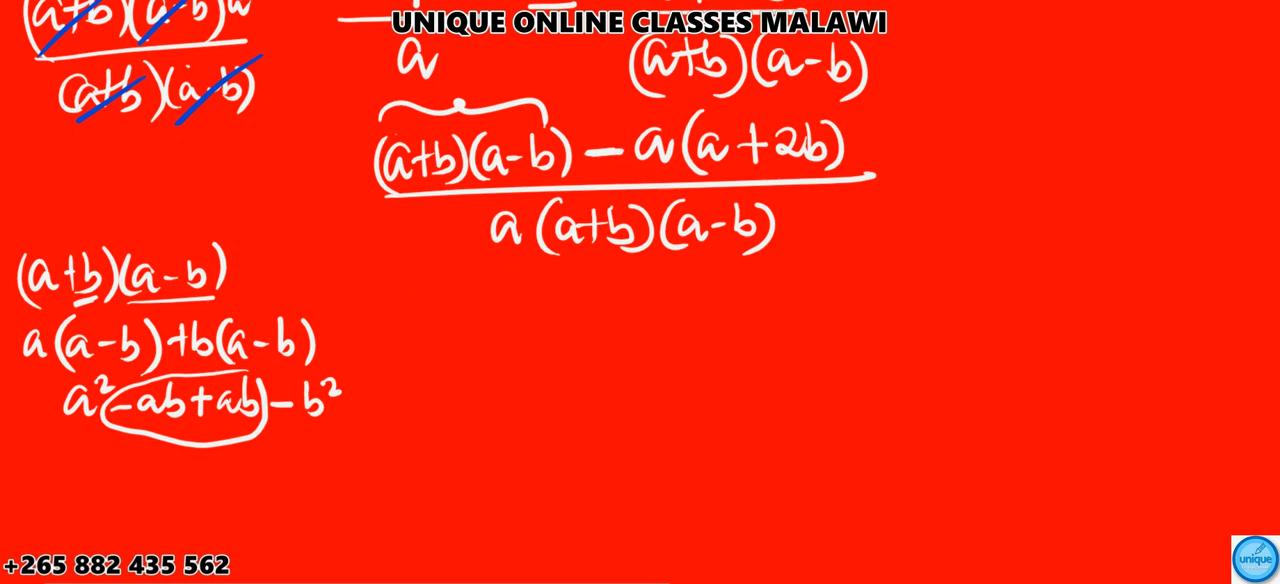 UNIQUE ONLINE CLASSES MALAWI
(a+b)(a-b)a
(a+b)(a-b)
a
(a+b)(a-b)
(a+b)(a-b) - a(a+2b)
a(a+b)(a-b)
(a+b)(a-b)
a(a-b)+b(a-b)
a²-ab+ab-b²
+265 882 435 562
unique